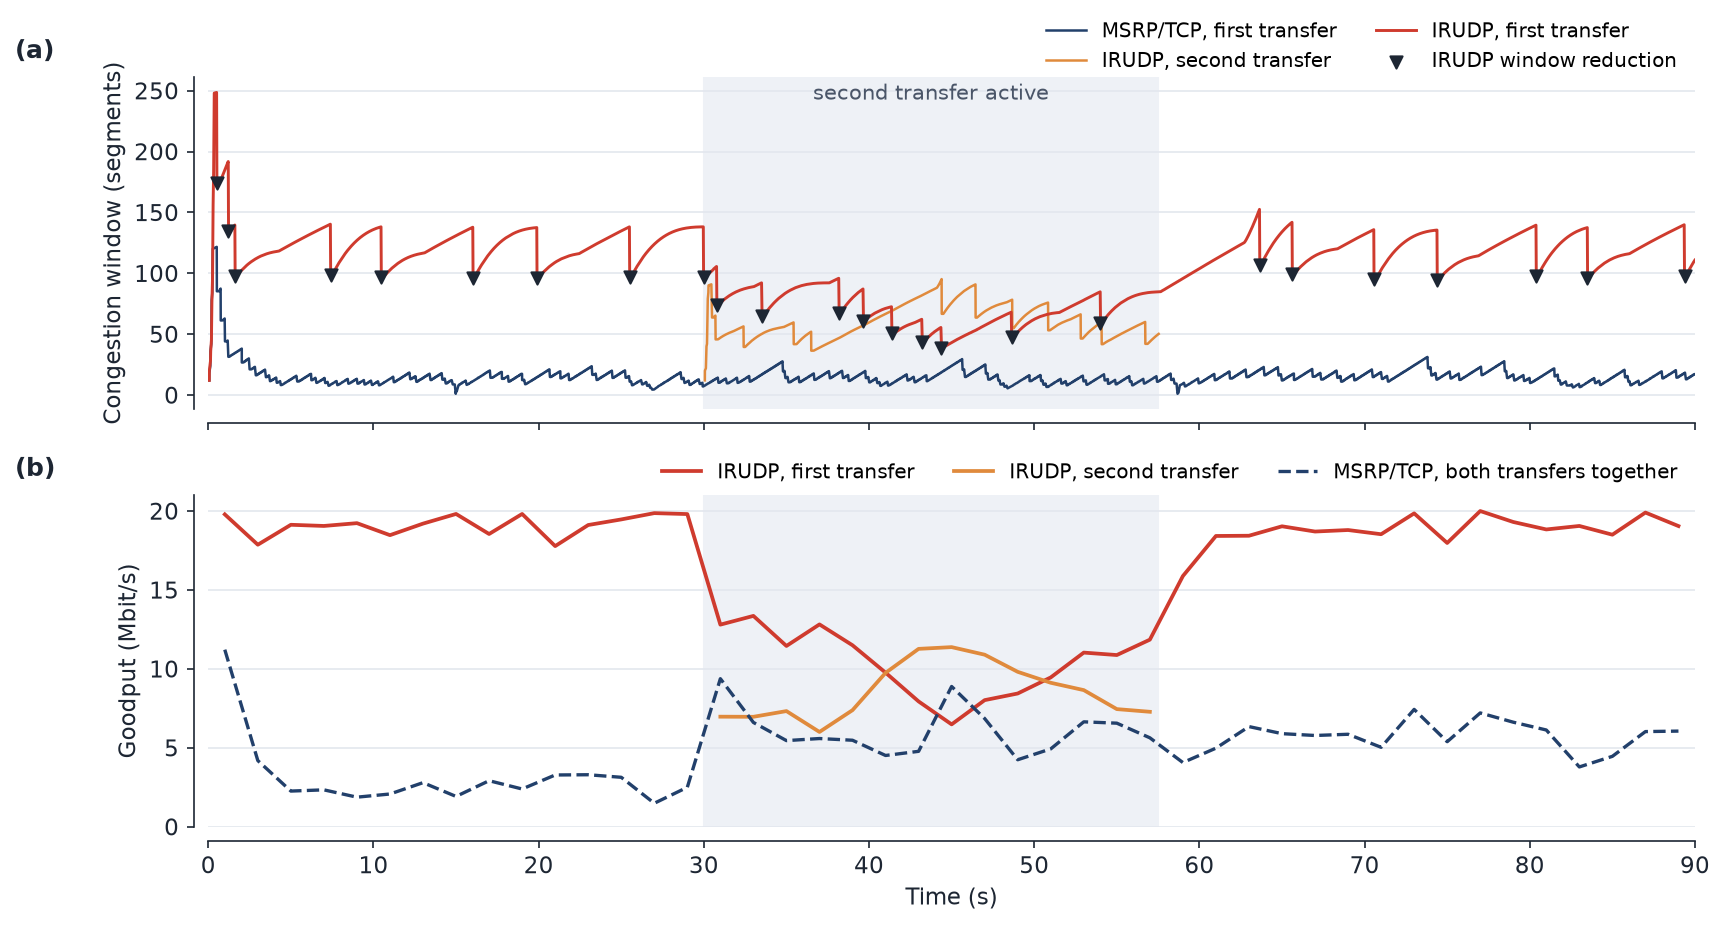 (a)
MSRP/TCP, first transfer
IRUDP, first transfer
IRUDP, second transfer
IRUDP window reduction
second transfer active
Congestion window (segments)
250
200
150
100
50
0
(b)
IRUDP, first transfer
IRUDP, second transfer
MSRP/TCP, both transfers together
Goodput (Mbit/s)
20
15
10
5
0
0 10 20 30 40 50 60 70 80 90
Time (s)